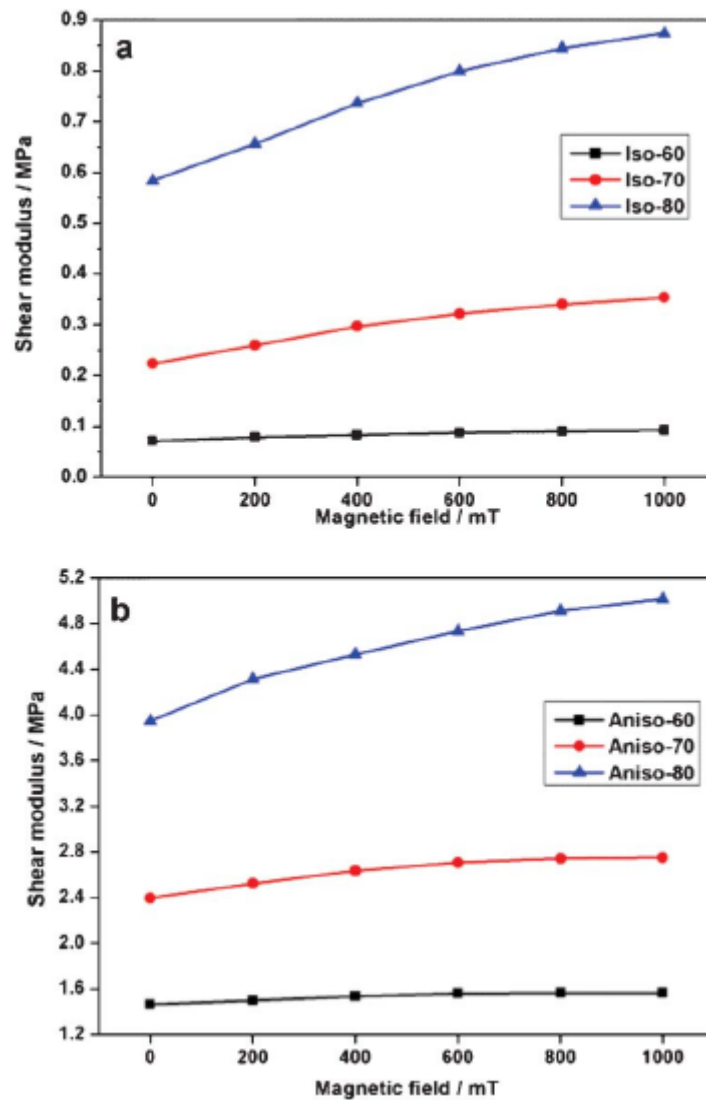 a
Shear modulus / MPa
0.9
0.8
0.7
0.6
0.5
0.4
0.3
0.2
0.1
0.0
Iso-60
Iso-70
Iso-80
0 200 400 600 800 1000
Magnetic field / mT
b
Shear modulus / MPa
5.2
4.8
4.4
4.0
3.6
3.2
2.8
2.4
2.0
1.6
1.2
Aniso-60
Aniso-70
Aniso-80
0 200 400 600 800 1000
Magnetic field / mT